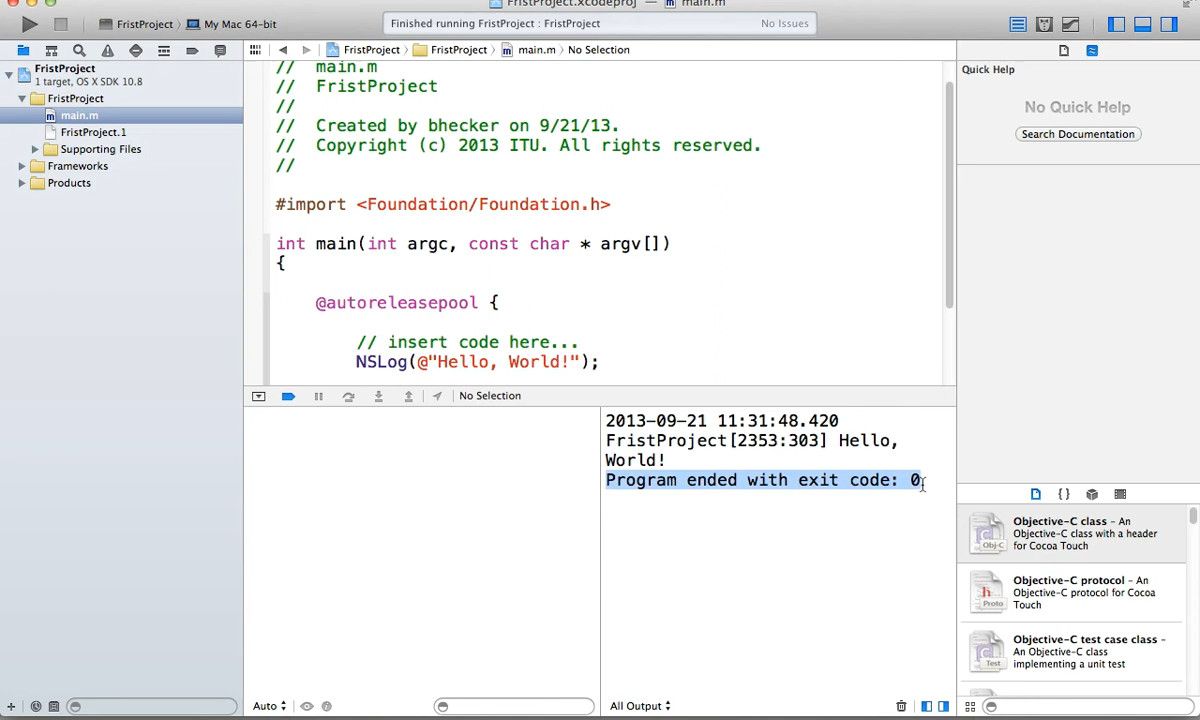 FristProject.xcodeproj — main.m
FristProject › My Mac 64-bit
Finished running FristProject : FristProject
No Issues
FristProject
1 target, OS X SDK 10.8
FristProject
main.m
FristProject.1
Supporting Files
Frameworks
Products
FristProject › FristProject › main.m › No Selection
// main.m
// FristProject
//
// Created by bhecker on 9/21/13.
// Copyright (c) 2013 ITU. All rights reserved.
//
#import <Foundation/Foundation.h>
int main(int argc, const char * argv[])
{
@autoreleasepool {
// insert code here...
NSLog(@"Hello, World!");
No Selection
2013-09-21 11:31:48.420
FristProject[2353:303] Hello,
World!
Program ended with exit code: 0
Auto
All Output
Quick Help
No Quick Help
Search Documentation
{ }
Obj-C
Objective-C class - An
Objective-C class with a header
for Cocoa Touch
h
Proto
Objective-C protocol - An
Objective-C protocol for Cocoa
Touch
Test
Objective-C test case class -
An Objective-C class
implementing a unit test